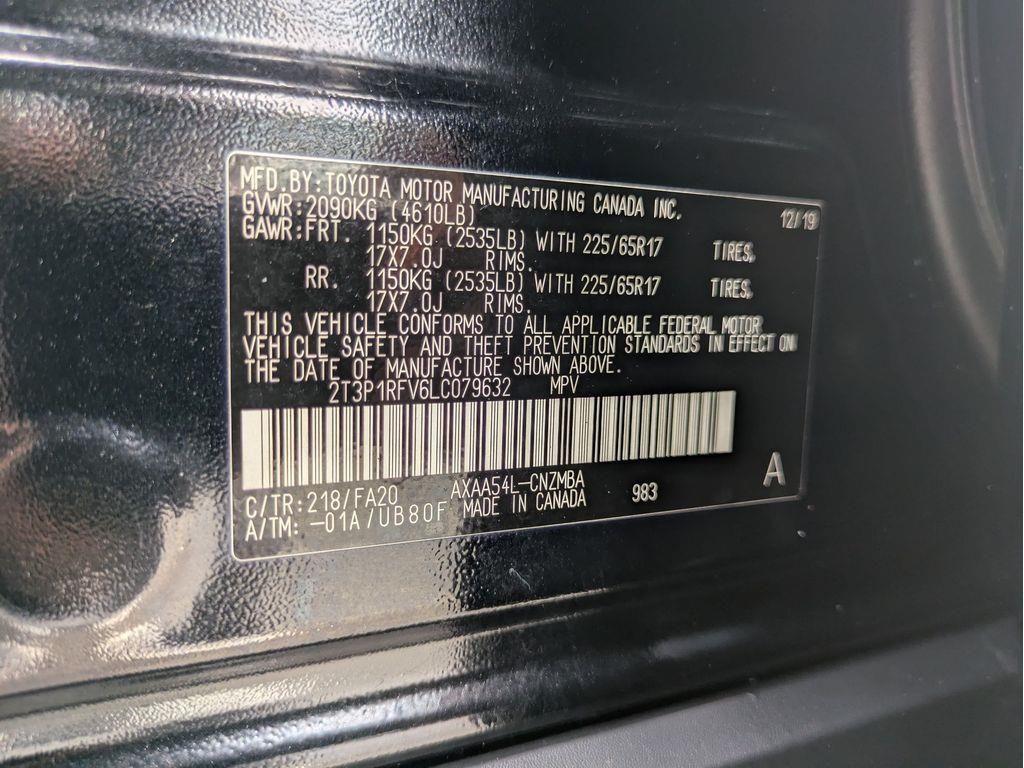 MFD.BY:TOYOTA MOTOR MANUFACTURING CANADA INC. 12/19
GVWR:2090KG (4610LB)
GAWR:FRT. 1150KG (2535LB) WITH 225/65R17 TIRES,
17X7.0J RIMS.
RR. 1150KG (2535LB) WITH 225/65R17 TIRES,
17X7.0J RIMS.
THIS VEHICLE CONFORMS TO ALL APPLICABLE FEDERAL MOTOR
VEHICLE SAFETY AND THEFT PREVENTION STANDARDS IN EFFECT ON
THE DATE OF MANUFACTURE SHOWN ABOVE.
2T3P1RFV6LC079632 MPV
C/TR:218/FA20 AXAA54L-CNZMBA 983 A
A/TM:-01A/UB80F MADE IN CANADA